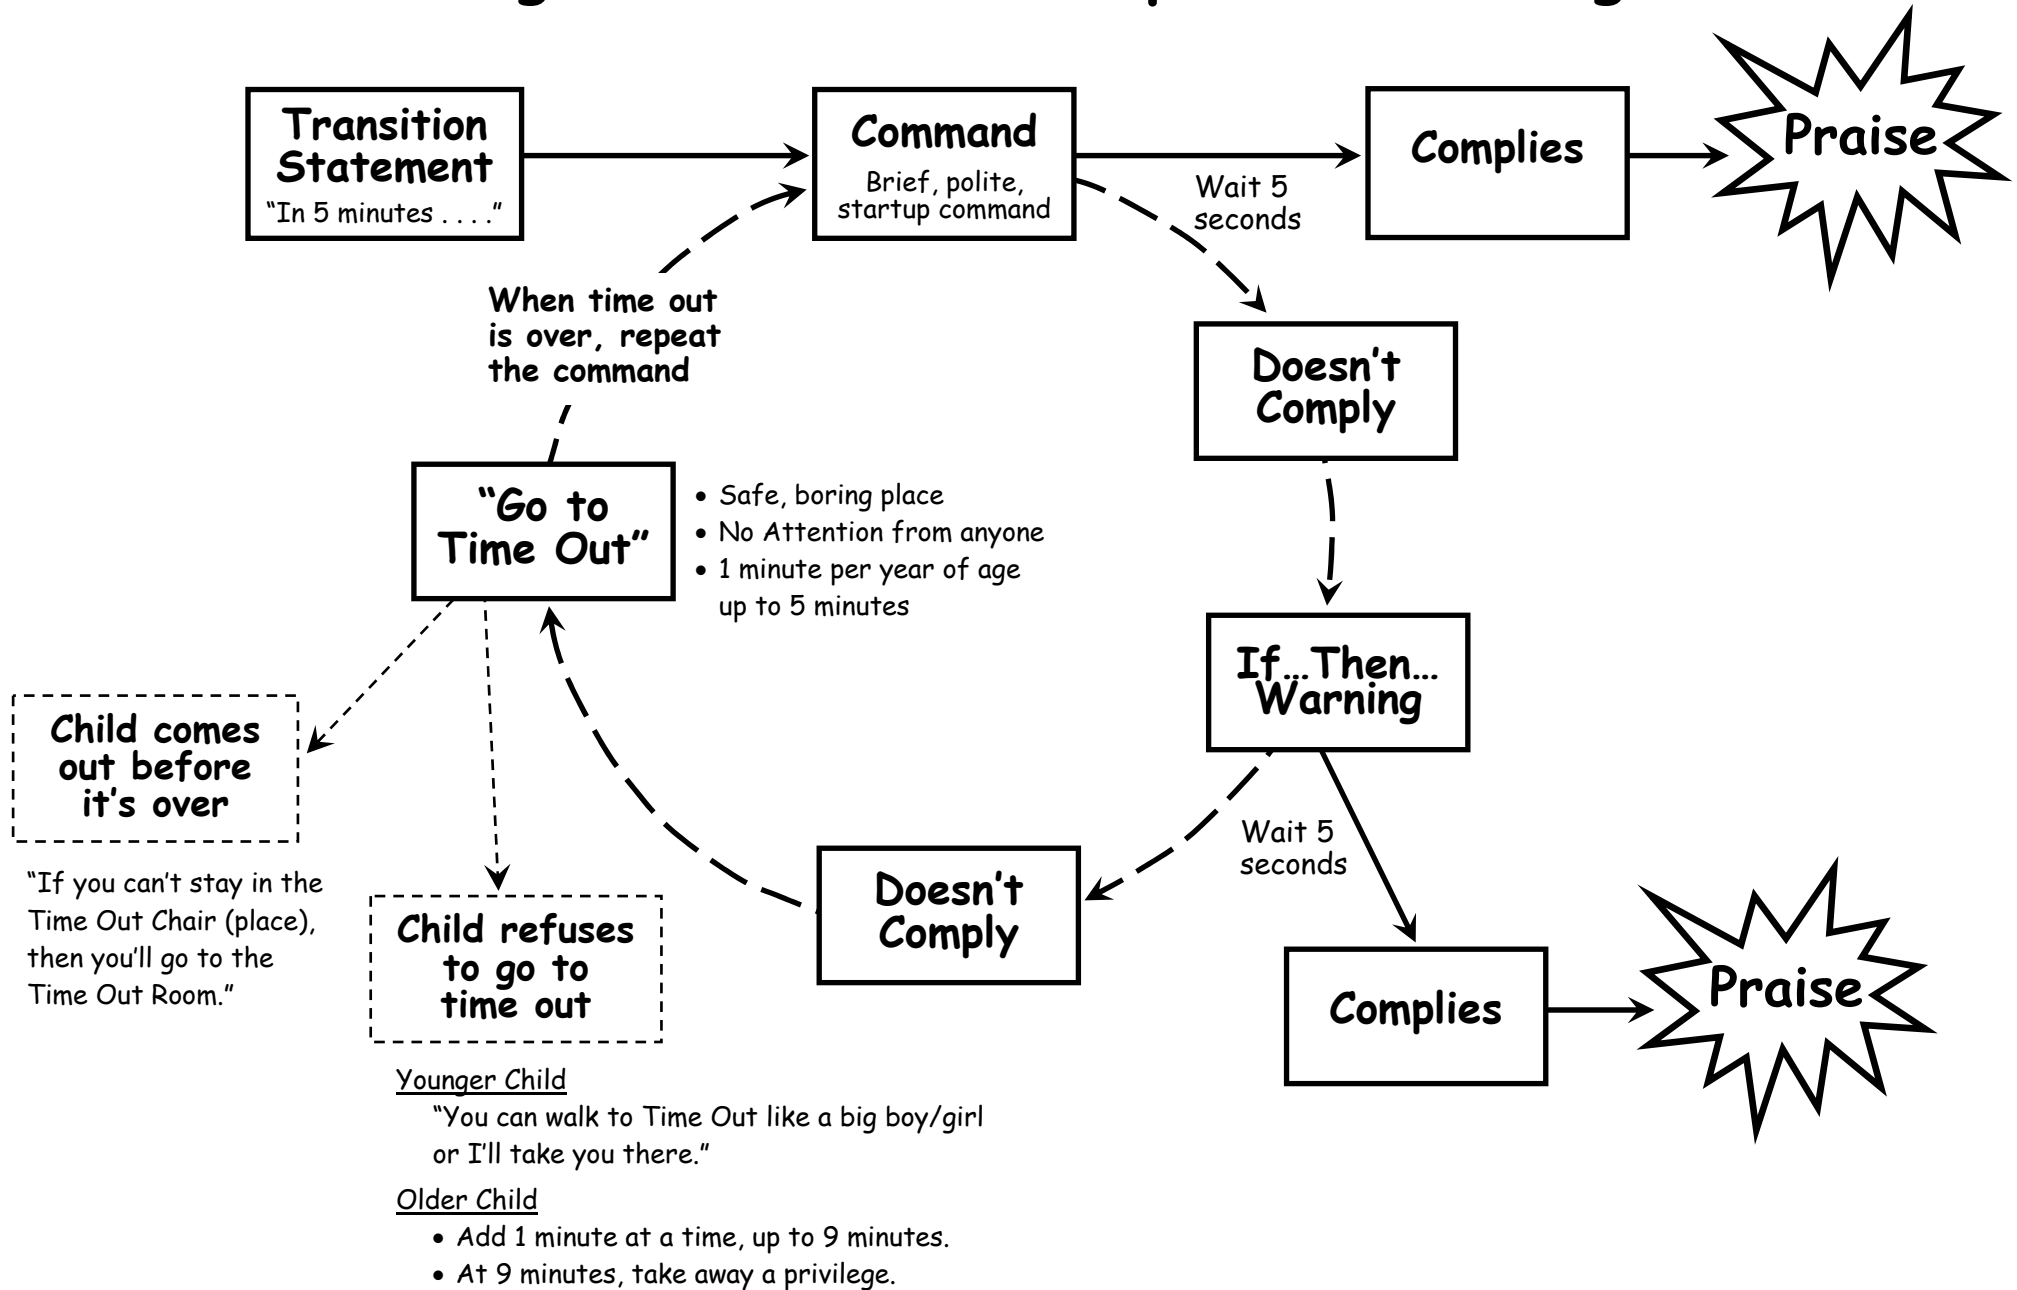 Transition
Statement
“In 5 minutes . . . .”
Command
Brief, polite,
startup command
Wait 5
seconds
Complies
Praise
When time out
is over, repeat
the command
Doesn’t
Comply
“Go to
Time Out”
• Safe, boring place
• No Attention from anyone
• 1 minute per year of age
up to 5 minutes
If…Then…
Warning
Child comes
out before
it’s over
“If you can’t stay in the
Time Out Chair (place),
then you’ll go to the
Time Out Room.”
Child refuses
to go to
time out
Doesn’t
Comply
Wait 5
seconds
Complies
Praise
Younger Child
“You can walk to Time Out like a big boy/girl
or I’ll take you there.”
Older Child
• Add 1 minute at a time, up to 9 minutes.
• At 9 minutes, take away a privilege.